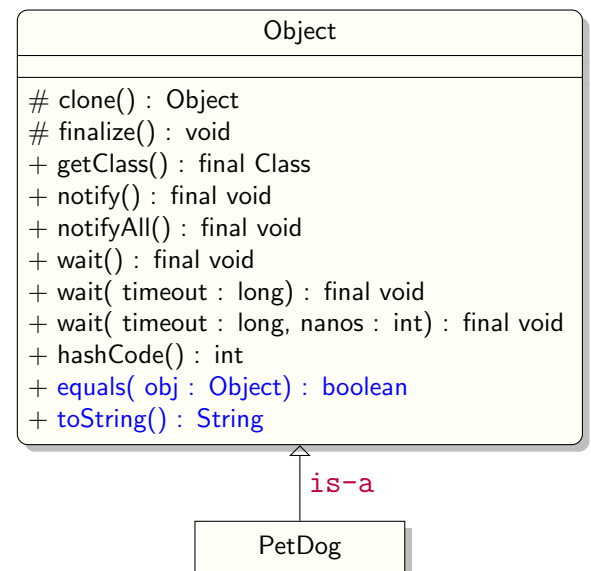 Object
# clone() : Object
# finalize() : void
+ getClass() : final Class
+ notify() : final void
+ notifyAll() : final void
+ wait() : final void
+ wait( timeout : long) : final void
+ wait( timeout : long, nanos : int) : final void
+ hashCode() : int
+ equals( obj : Object) : boolean
+ toString() : String
is-a
PetDog